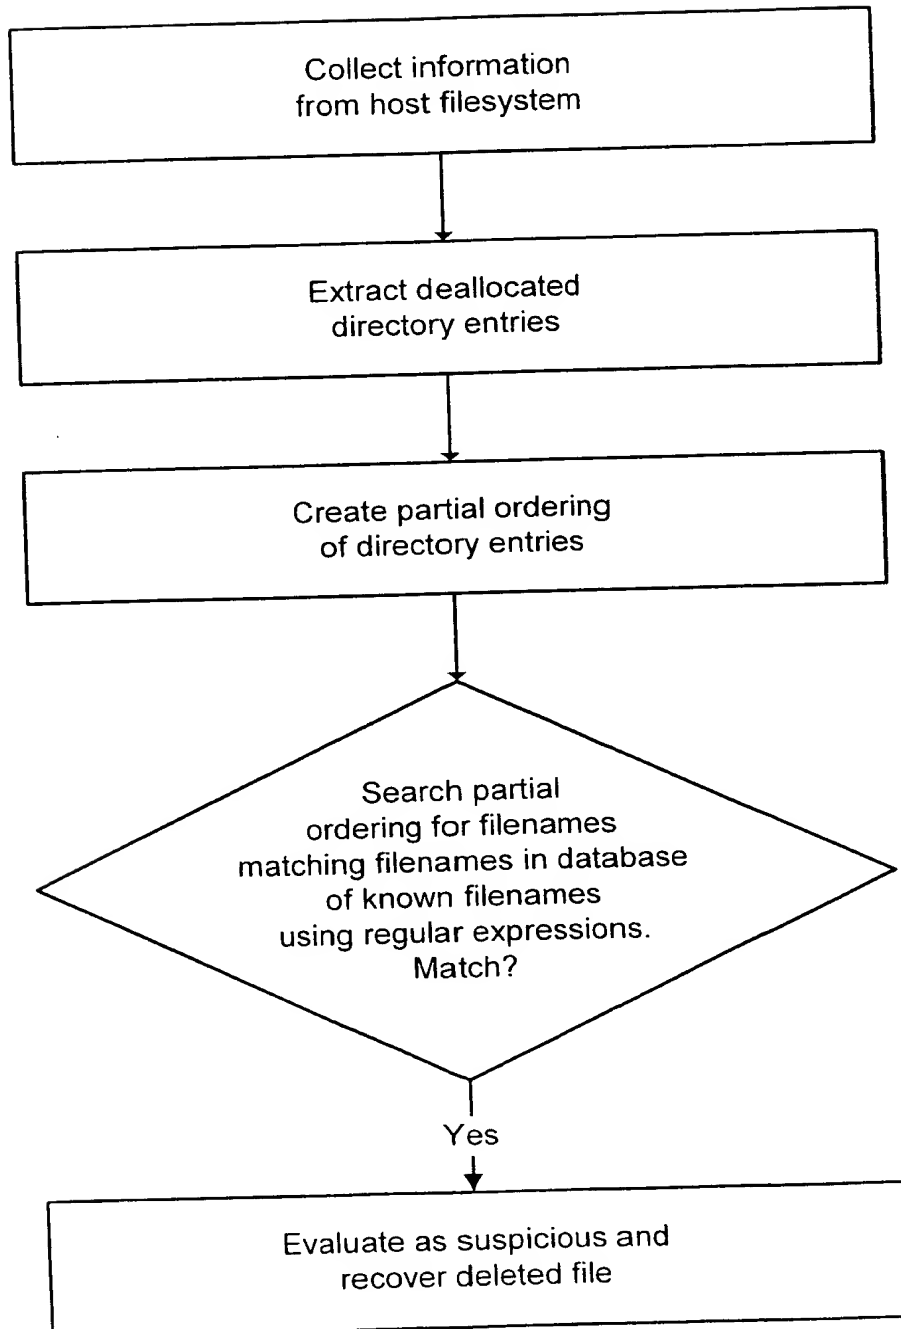 Collect information
from host filesystem
Extract deallocated
directory entries
Create partial ordering
of directory entries
Search partial
ordering for filenames
matching filenames in database
of known filenames
using regular expressions.
Match?
Yes
Evaluate as suspicious and
recover deleted file